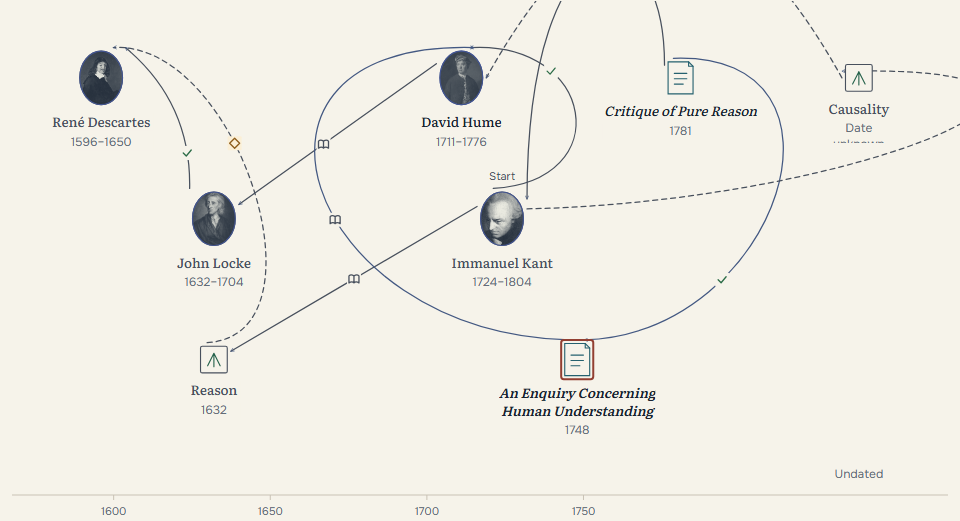 René Descartes
1596–1650
David Hume
1711–1776
Critique of Pure Reason
1781
Causality
Date
unknown
Start
John Locke
1632–1704
Immanuel Kant
1724–1804
Reason
1632
An Enquiry Concerning
Human Understanding
1748
Undated
1600
1650
1700
1750